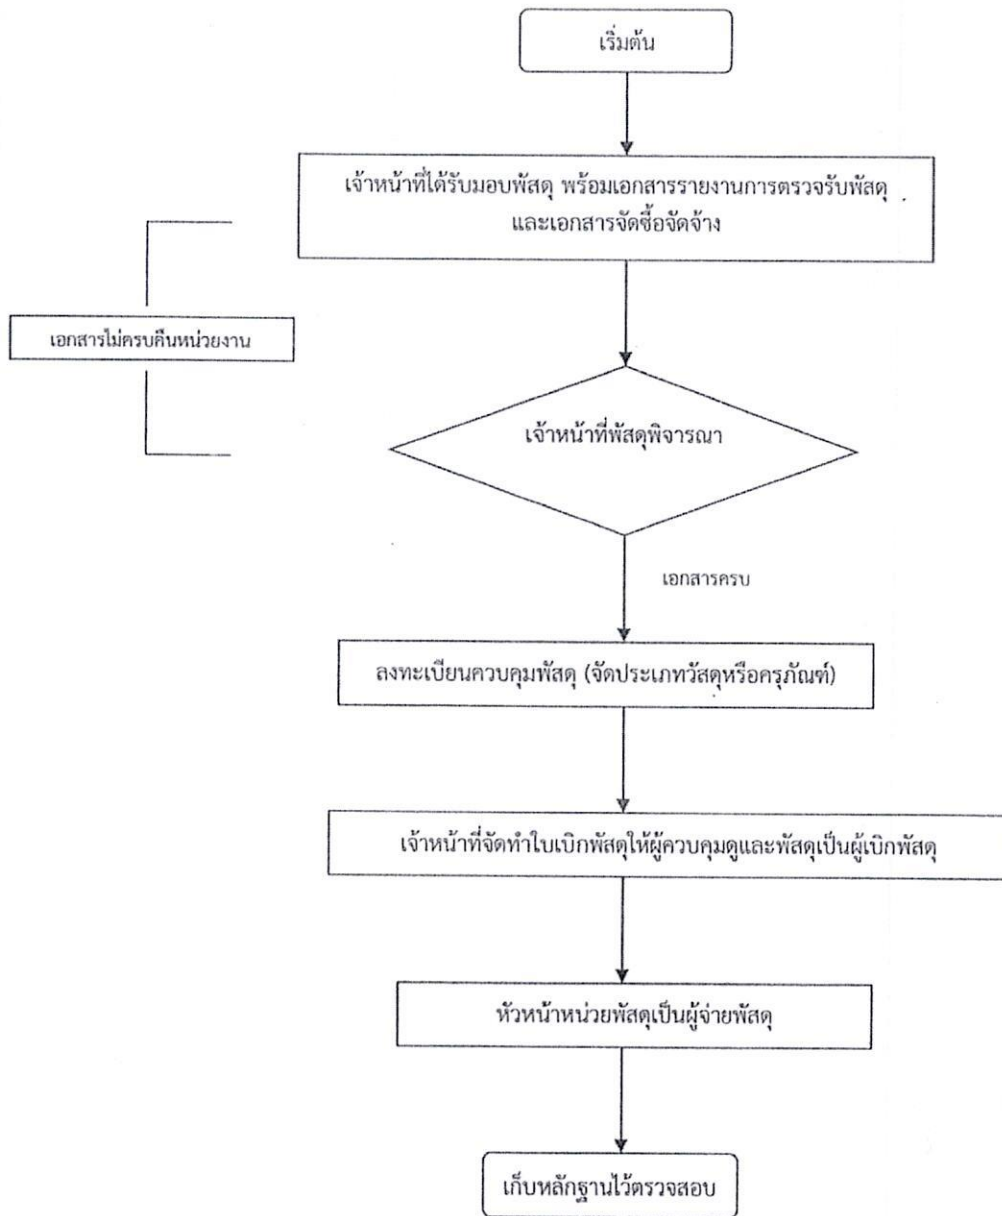 เริ่มต้น
เจ้าหน้าที่ได้รับมอบพัสดุ พร้อมเอกสารรายงานการตรวจรับพัสดุ
และเอกสารจัดซื้อจัดจ้าง
เอกสารไม่ครบคืนหน่วยงาน
เจ้าหน้าที่พัสดุพิจารณา
เอกสารครบ
ลงทะเบียนควบคุมพัสดุ (จัดประเภทวัสดุหรือครุภัณฑ์)
เจ้าหน้าที่จัดทำใบเบิกพัสดุให้ผู้ควบคุมดูและพัสดุเป็นผู้เบิกพัสดุ
หัวหน้าหน่วยพัสดุเป็นผู้จ่ายพัสดุ
เก็บหลักฐานไว้ตรวจสอบ